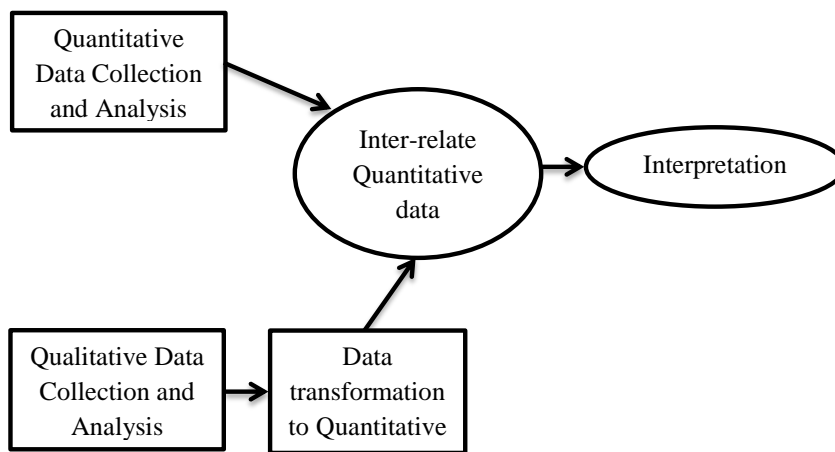 Quantitative
Data Collection
and Analysis
Inter-relate
Quantitative
data
Interpretation
Qualitative Data
Collection and
Analysis
Data
transformation
to Quantitative